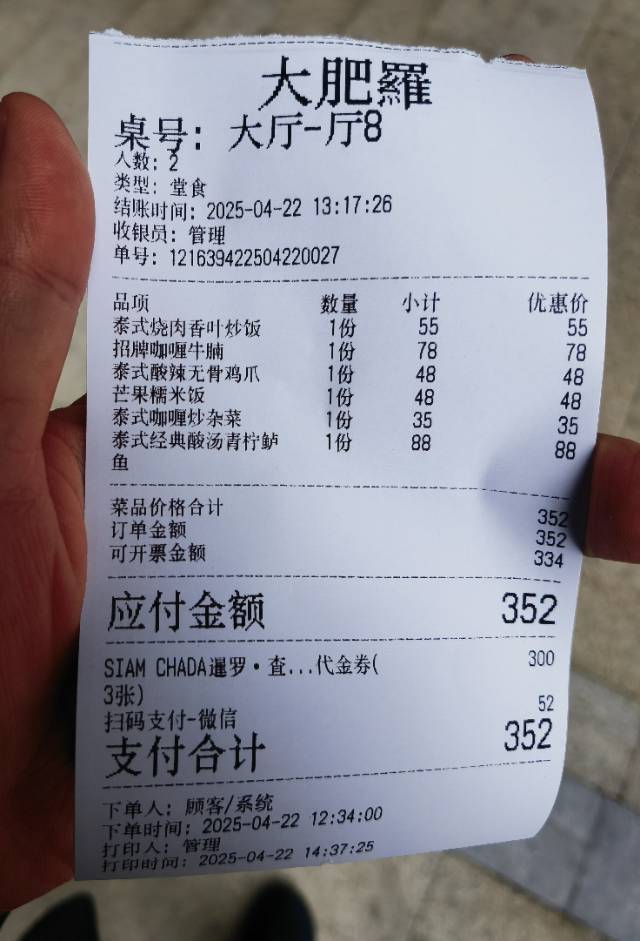 大肥羅
桌号: 大厅-厅8
人数: 2
类型: 堂食
结账时间: 2025-04-22 13:17:26
收银员: 管理
单号: 121639422504220027
品项 数量 小计 优惠价
泰式烧肉香叶炒饭 1份 55 55
招牌咖喱牛腩 1份 78 78
泰式酸辣无骨鸡爪 1份 48 48
芒果糯米饭 1份 48 48
泰式咖喱炒杂菜 1份 35 35
泰式经典酸汤青柠鲈 1份 88 88
鱼
菜品价格合计 352
订单金额 352
可开票金额 334
应付金额 352
SIAM CHADA暹罗·查...代金券( 300
3张)
扫码支付-微信 52
支付合计 352
下单人: 顾客/系统
下单时间: 2025-04-22 12:34:00
打印人: 管理
打印时间: 2025-04-22 14:37:25